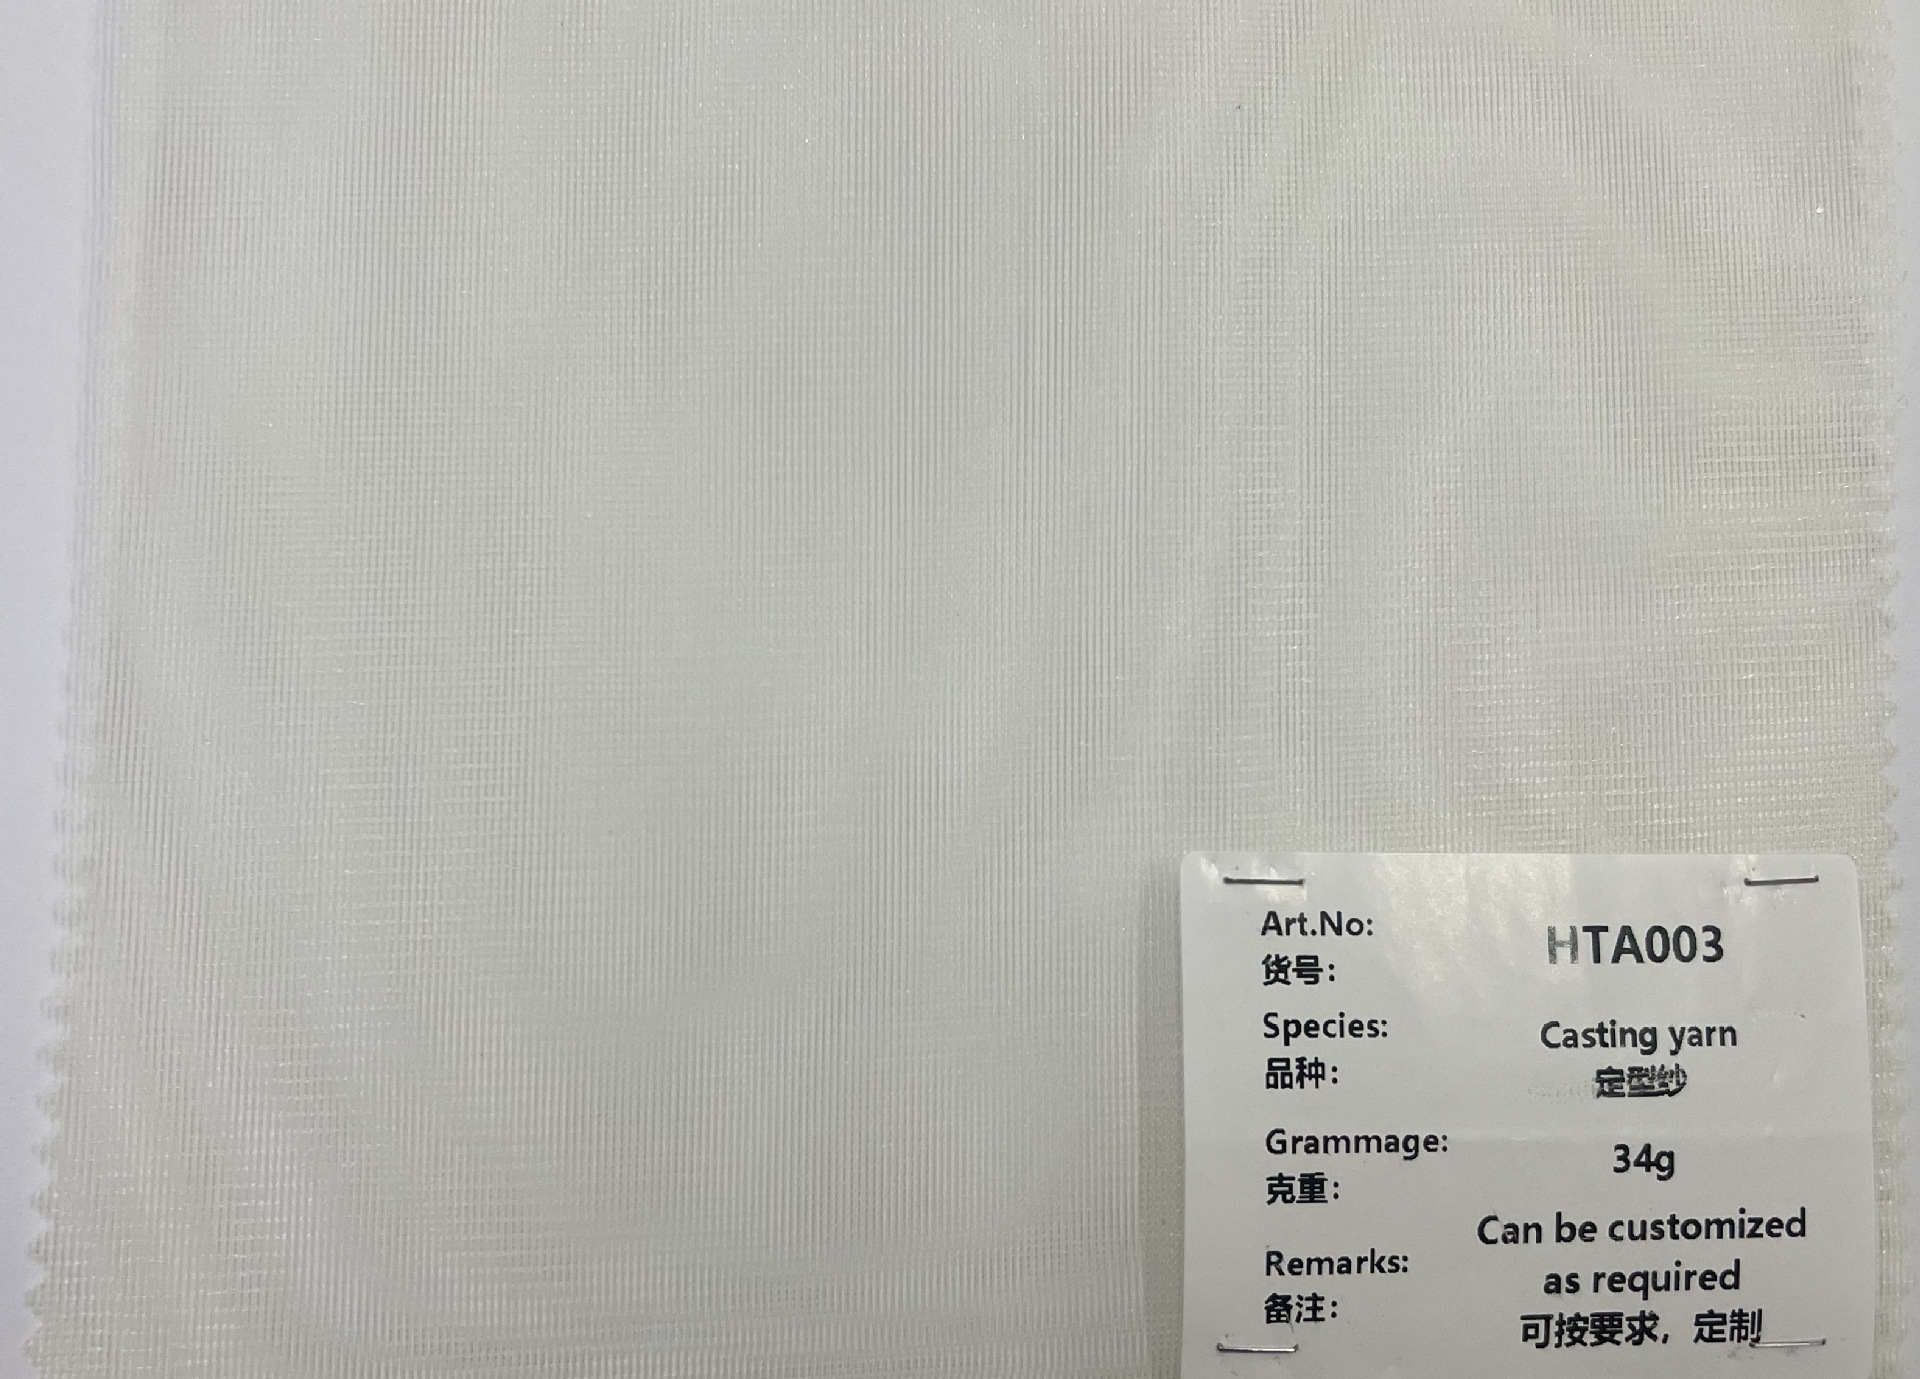 Art.No: HTA003
货号：
Species: Casting yarn
品种： 定型纱
Grammage: 34g
克重：
Can be customized
Remarks: as required
备注： 可按要求，定制